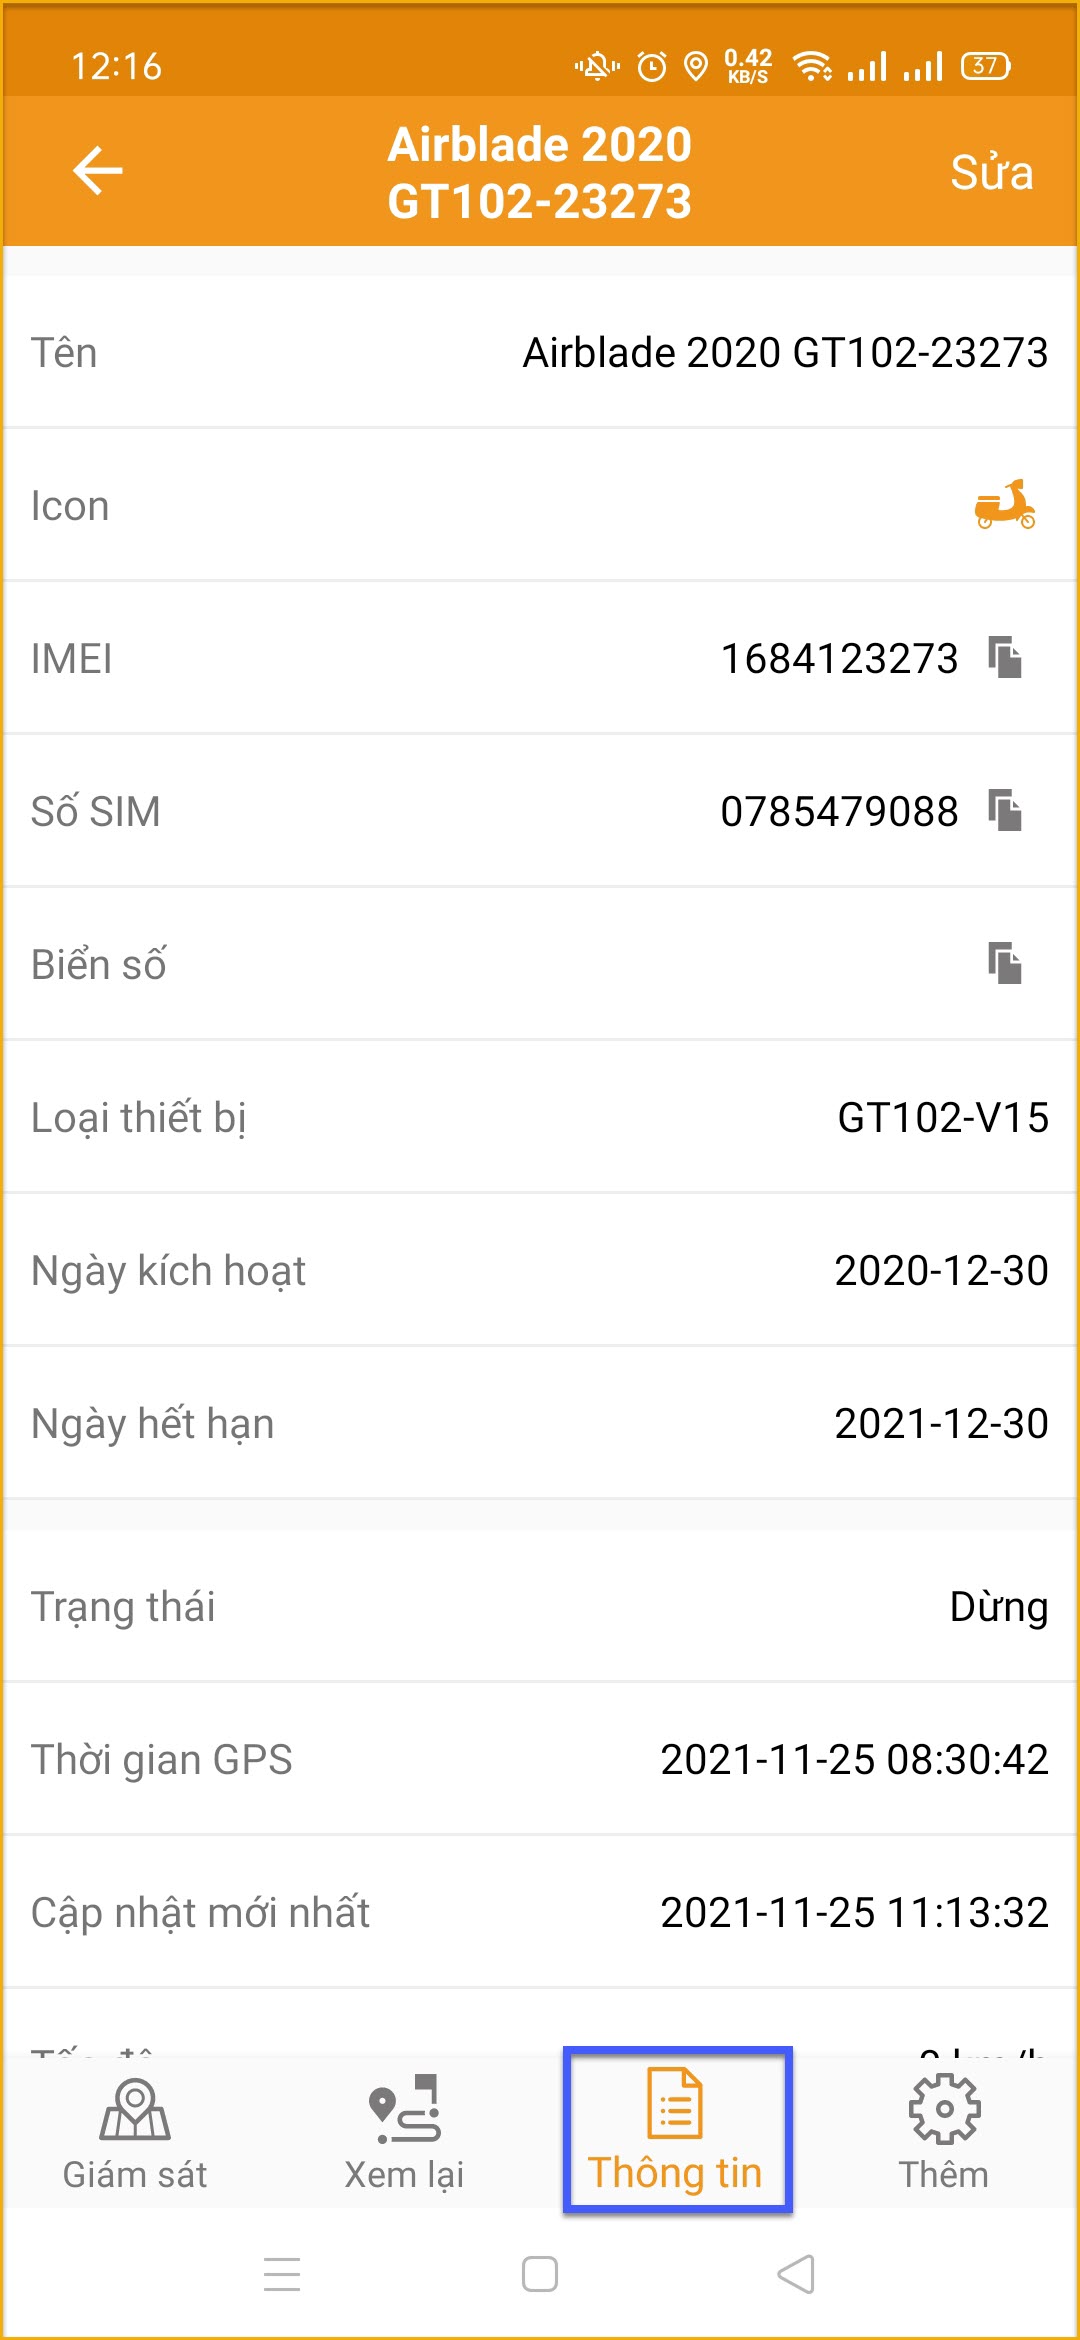 12:16
0.42
KB/S
37
Airblade 2020
GT102-23273
Sửa
Tên
Airblade 2020 GT102-23273
Icon
IMEI
1684123273
Số SIM
0785479088
Biển số
Loại thiết bị
GT102-V15
Ngày kích hoạt
2020-12-30
Ngày hết hạn
2021-12-30
Trạng thái
Dừng
Thời gian GPS
2021-11-25 08:30:42
Cập nhật mới nhất
2021-11-25 11:13:32
Giám sát
Xem lại
Thông tin
Thêm